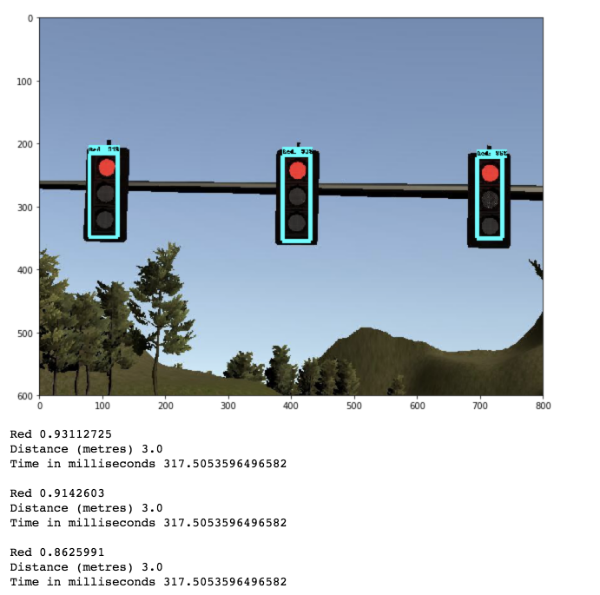 0
100
200
300
400
500
600
0 100 200 300 400 500 600 700 800
Red 0.93112725
Distance (metres) 3.0
Time in milliseconds 317.5053596496582
Red 0.9142603
Distance (metres) 3.0
Time in milliseconds 317.5053596496582
Red 0.8625991
Distance (metres) 3.0
Time in milliseconds 317.5053596496582